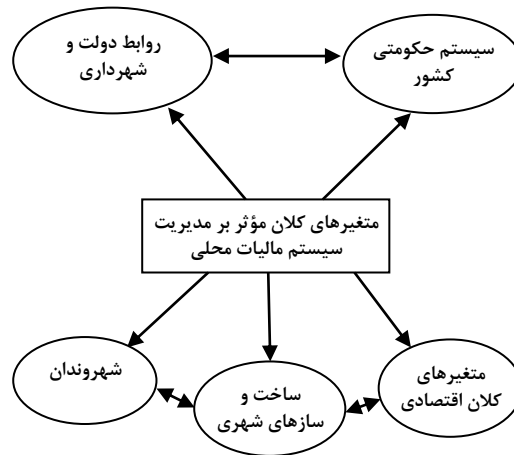 سیستم حکومتی
کشور
روابط دولت و
شهرداری
متغیرهای کلان مؤثر بر مدیریت
سیستم مالیات محلی
متغیرهای
کلان اقتصادی
ساخت و
سازهای شهری
شهروندان